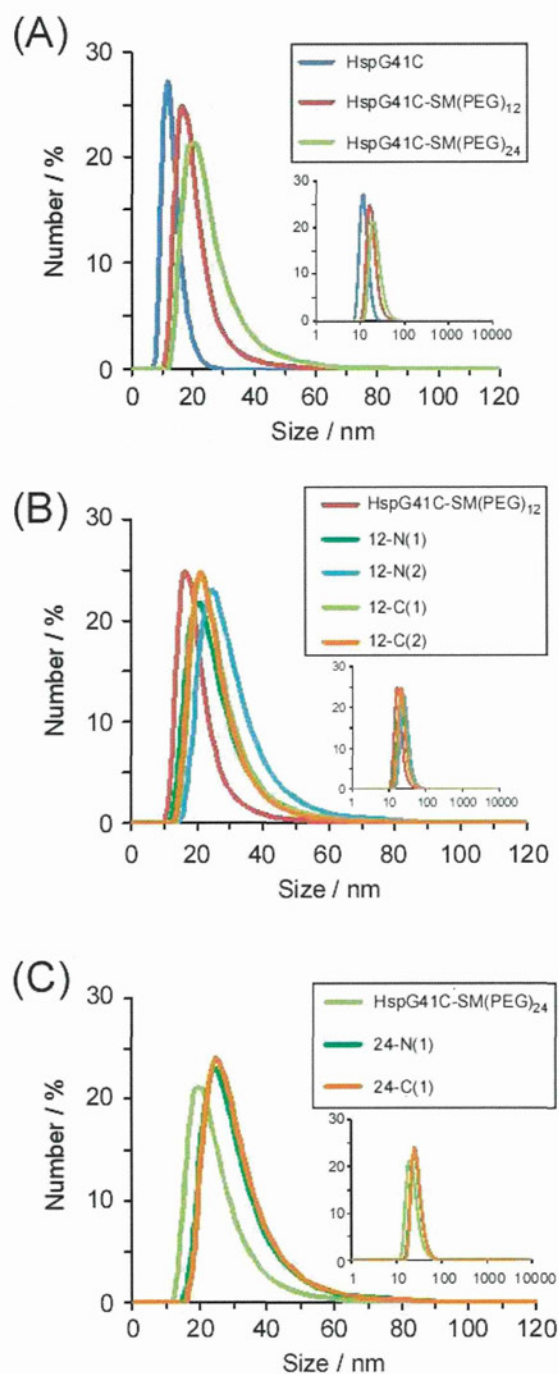 (A)
Number / %
30
20
10
0
HspG41C
HspG41C-SM(PEG)12
HspG41C-SM(PEG)24
30
20
10
0
1 10 100 1000 10000
0 20 40 60 80 100 120
Size / nm
(B)
Number / %
30
20
10
0
HspG41C-SM(PEG)12
12-N(1)
12-N(2)
12-C(1)
12-C(2)
30
20
10
0
1 10 100 1000 10000
0 20 40 60 80 100 120
Size / nm
(C)
Number / %
30
20
10
0
HspG41C-SM(PEG)24
24-N(1)
24-C(1)
30
20
10
0
1 10 100 1000 10000
0 20 40 60 80 100 120
Size / nm